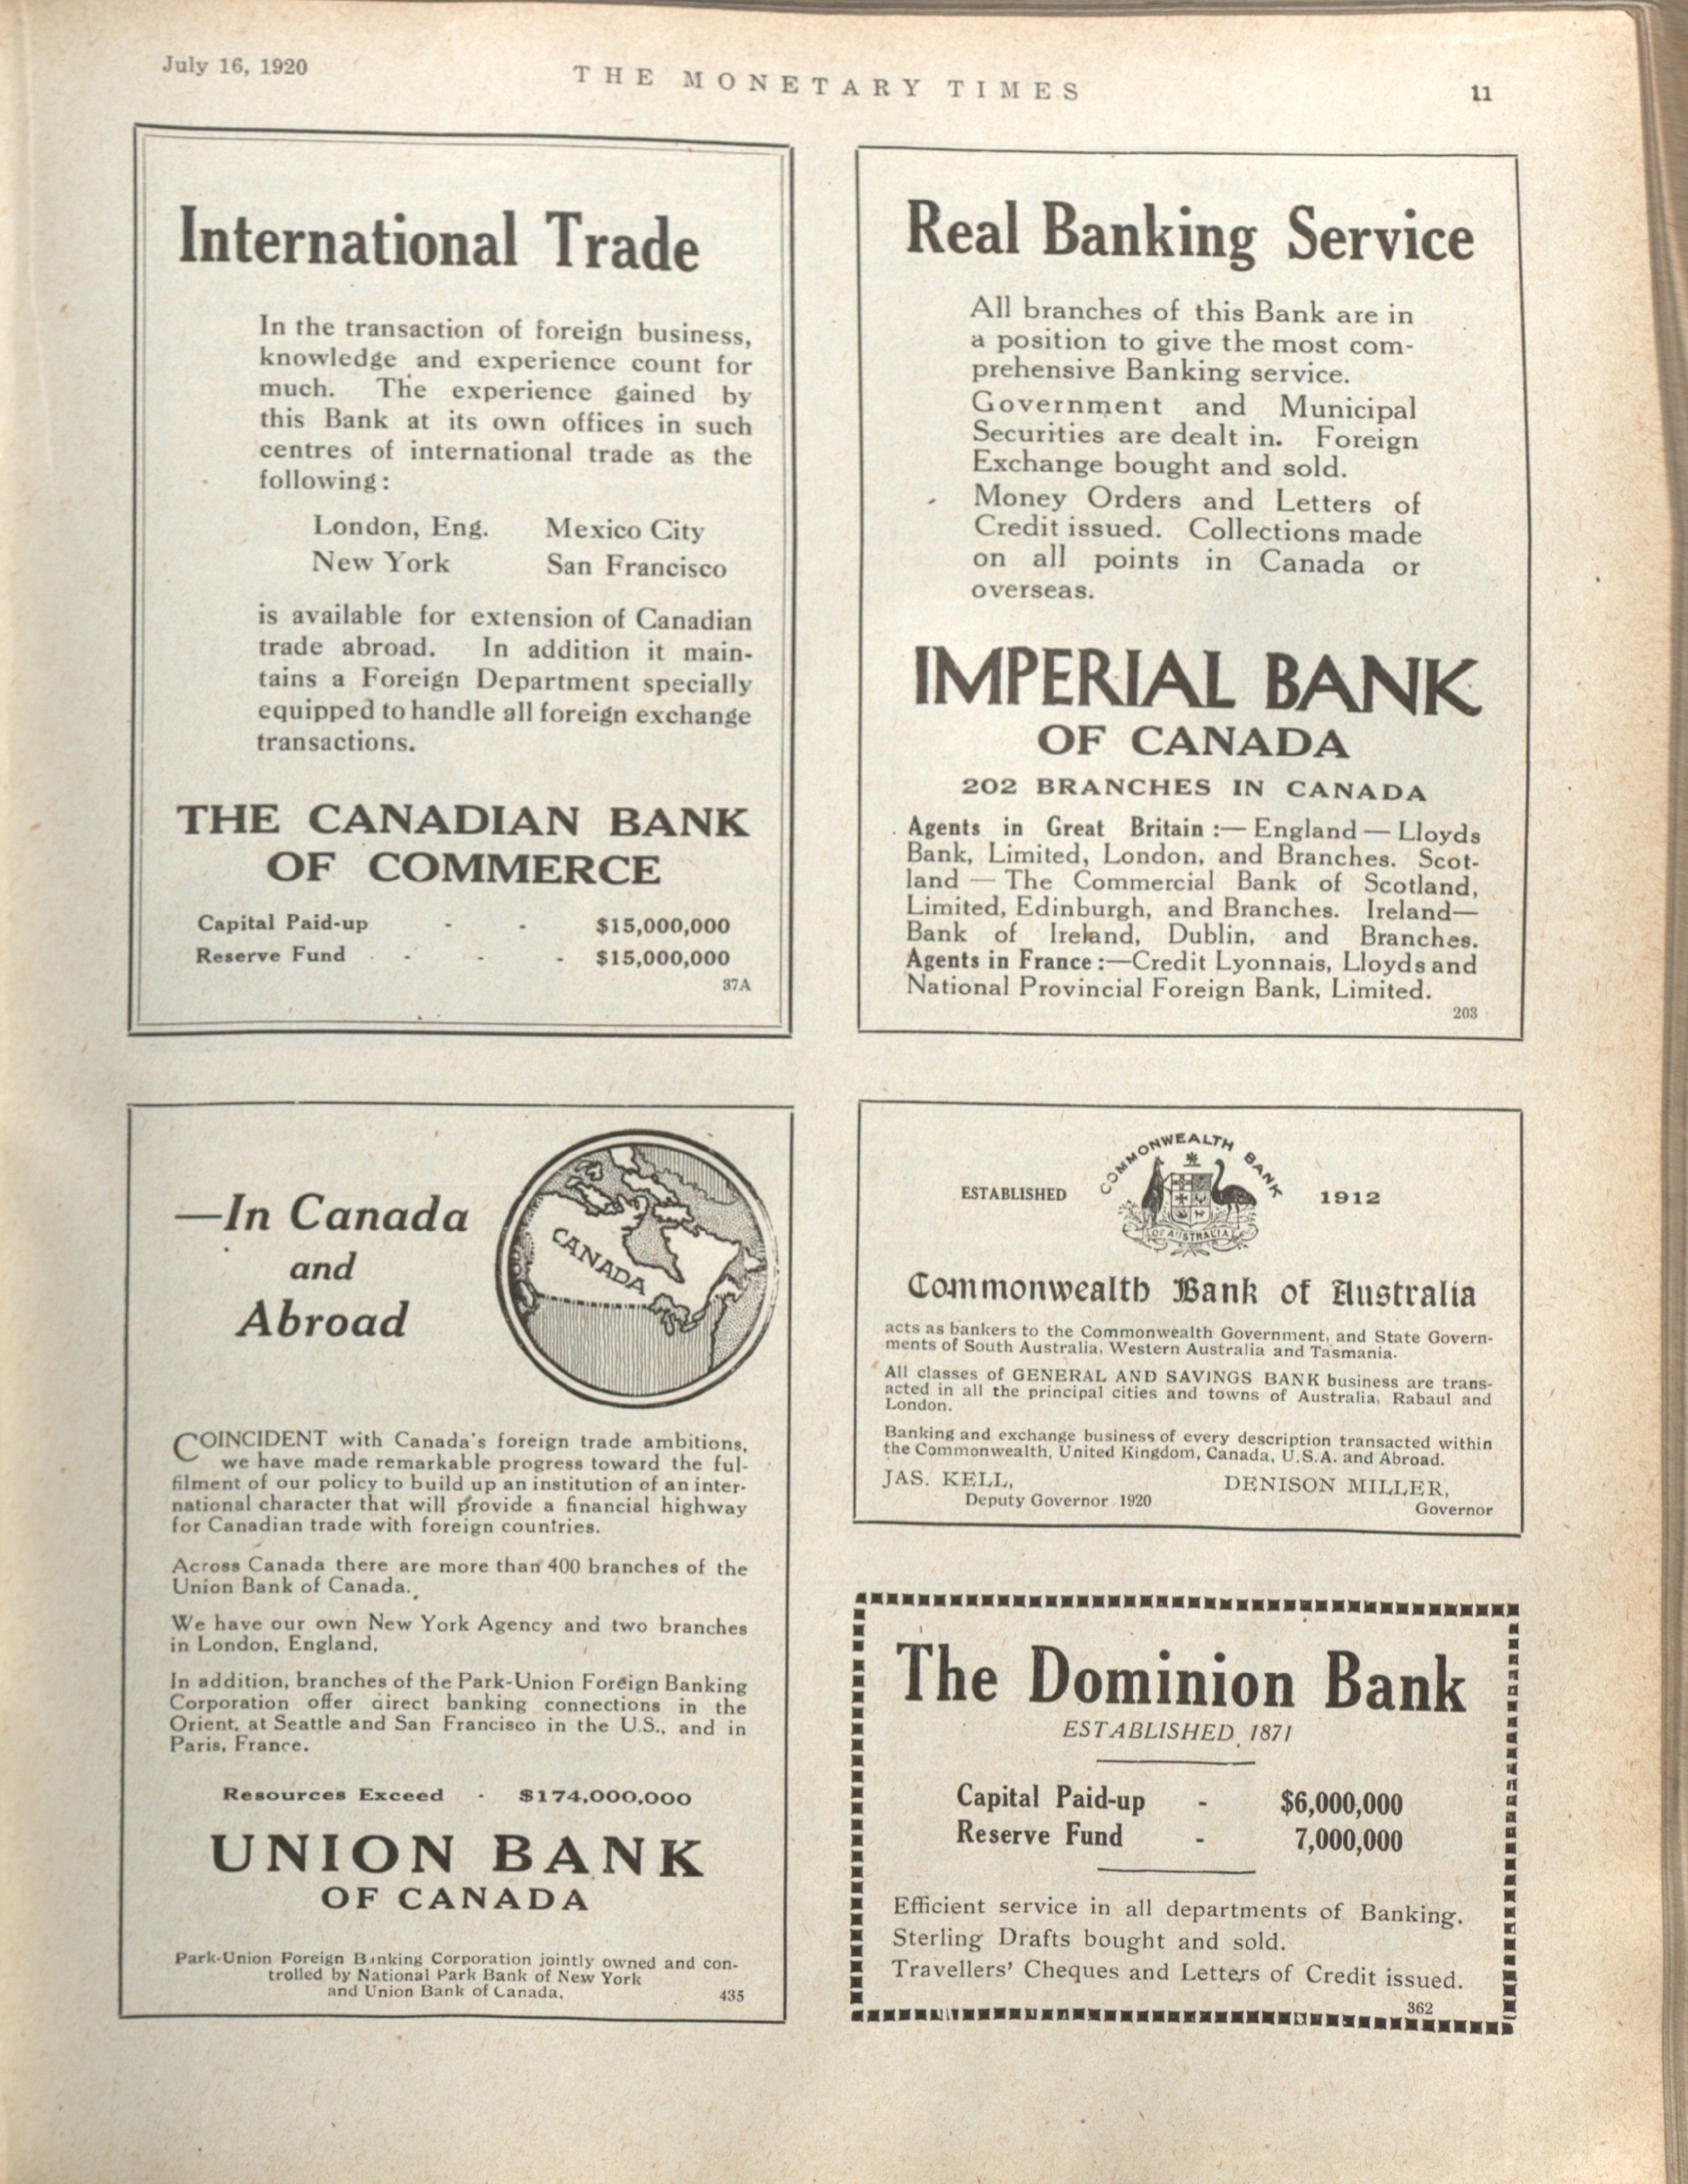 July 16, 1920
THE MONETARY TIMES
11
International Trade
In the transaction of foreign business,
knowledge and experience count for
much. The experience gained by
this Bank at its own offices in such
centres of international trade as the
following:
London, Eng. Mexico City
New York San Francisco
is available for extension of Canadian
trade abroad. In addition it main-
tains a Foreign Department specially
equipped to handle all foreign exchange
transactions.
THE CANADIAN BANK
OF COMMERCE
Capital Paid-up - - $15,000,000
Reserve Fund - - - $15,000,000
37A
Real Banking Service
All branches of this Bank are in
a position to give the most com-
prehensive Banking service.
Government and Municipal
Securities are dealt in. Foreign
Exchange bought and sold.
Money Orders and Letters of
Credit issued. Collections made
on all points in Canada or
overseas.
IMPERIAL BANK
OF CANADA
202 BRANCHES IN CANADA
Agents in Great Britain:— England — Lloyds
Bank, Limited, London, and Branches. Scot-
land — The Commercial Bank of Scotland,
Limited, Edinburgh, and Branches. Ireland—
Bank of Ireland, Dublin, and Branches.
Agents in France:—Credit Lyonnais, Lloyds and
National Provincial Foreign Bank, Limited.
203
—In Canada
and
Abroad
CANADA
COINCIDENT with Canada's foreign trade ambitions,
we have made remarkable progress toward the ful-
filment of our policy to build up an institution of an inter-
national character that will provide a financial highway
for Canadian trade with foreign countries.
Across Canada there are more than 400 branches of the
Union Bank of Canada.
We have our own New York Agency and two branches
in London, England,
In addition, branches of the Park-Union Foreign Banking
Corporation offer direct banking connections in the
Orient, at Seattle and San Francisco in the U.S., and in
Paris, France.
Resources Exceed - $174,000,000
UNION BANK
OF CANADA
Park-Union Foreign Banking Corporation jointly owned and con-
trolled by National Park Bank of New York
and Union Bank of Canada.
435
COMMONWEALTH BANK
ESTABLISHED 1912
OF AUSTRALIA
Commonwealth Bank of Australia
acts as bankers to the Commonwealth Government, and State Govern-
ments of South Australia, Western Australia and Tasmania.
All classes of GENERAL AND SAVINGS BANK business are trans-
acted in all the principal cities and towns of Australia, Rabaul and
London.
Banking and exchange business of every description transacted within
the Commonwealth, United Kingdom, Canada, U.S.A. and Abroad.
JAS. KELL, DENISON MILLER,
Deputy Governor 1920 Governor
The Dominion Bank
ESTABLISHED 1871
Capital Paid-up - $6,000,000
Reserve Fund - 7,000,000
Efficient service in all departments of Banking.
Sterling Drafts bought and sold.
Travellers' Cheques and Letters of Credit issued.
362